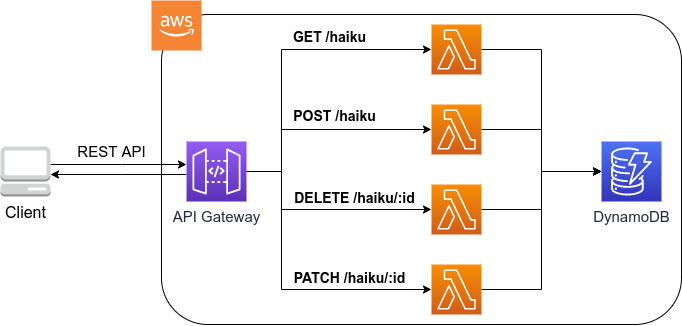 aws
GET /haiku
POST /haiku
REST API
Client
API Gateway
DELETE /haiku/:id
DynamoDB
PATCH /haiku/:id